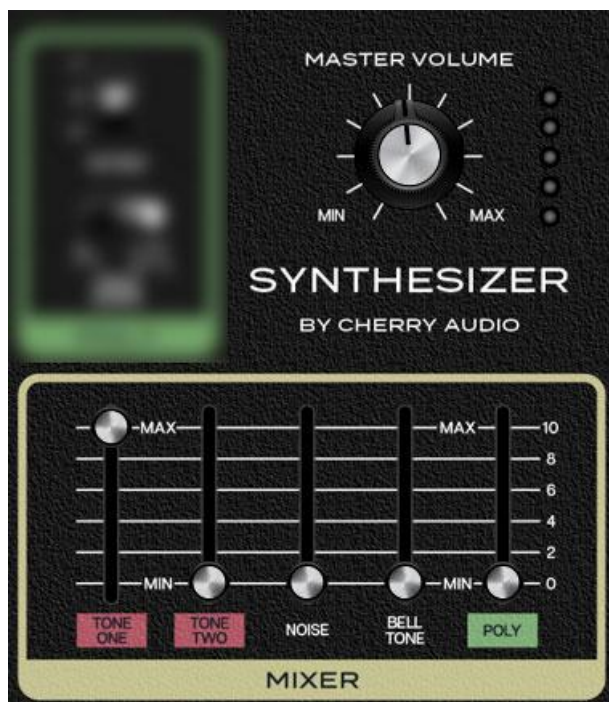 MASTER VOLUME
MIN
MAX
SYNTHESIZER
BY CHERRY AUDIO
MAX
MAX
10
8
6
4
2
MIN
MIN
0
TONE
ONE
TONE
TWO
NOISE
BELL
TONE
POLY
MIXER